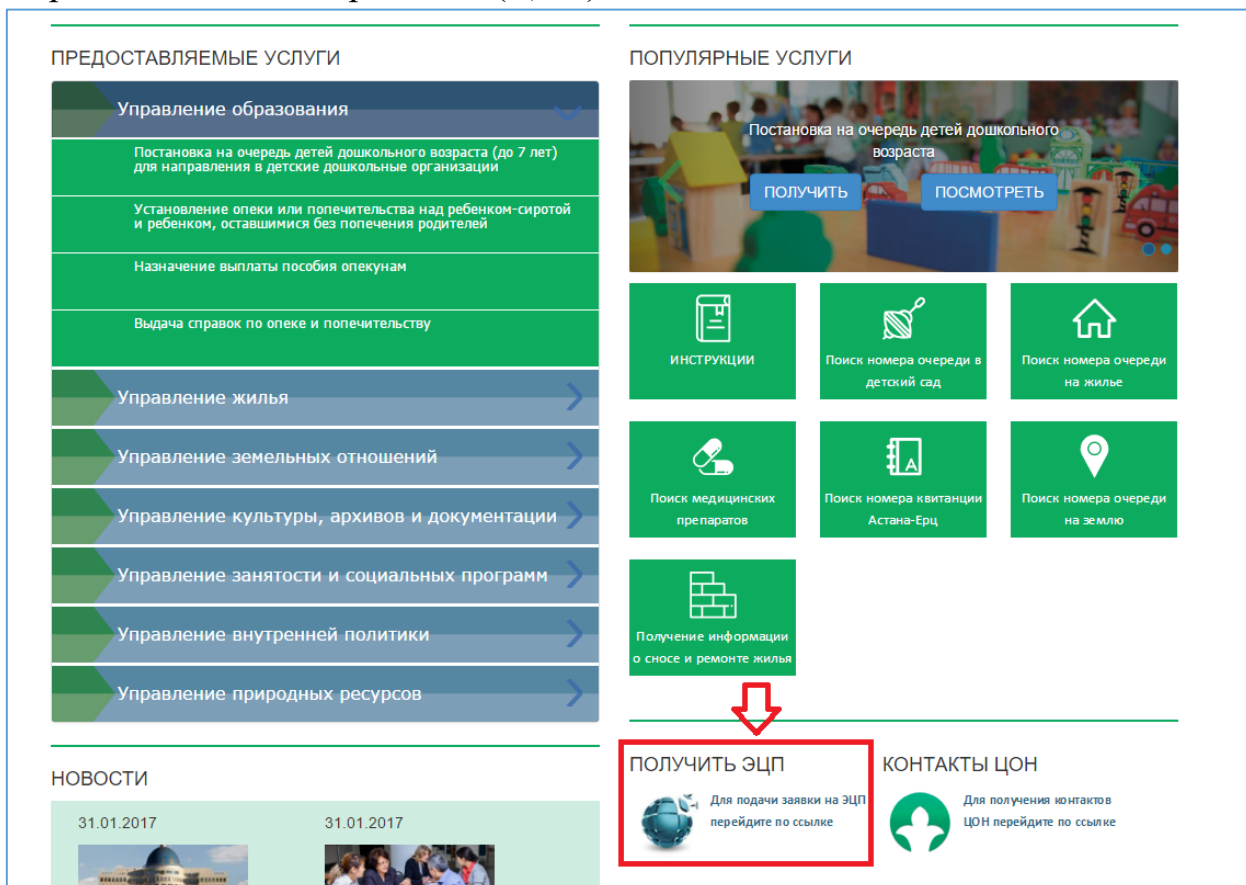 ПРЕДОСТАВЛЯЕМЫЕ УСЛУГИ
Управление образования
Постановка на очередь детей дошкольного возраста (до 7 лет)
для направления в детские дошкольные организации
Установление опеки или попечительства над ребенком-сиротой
и ребенком, оставшимися без попечения родителей
Назначение выплаты пособия опекунам
Выдача справок по опеке и попечительству
Управление жилья
Управление земельных отношений
Управление культуры, архивов и документации
Управление занятости и социальных программ
Управление внутренней политики
Управление природных ресурсов
НОВОСТИ
31.01.2017
31.01.2017
ПОПУЛЯРНЫЕ УСЛУГИ
Постановка на очередь детей дошкольного
возраста
ПОЛУЧИТЬ
ПОСМОТРЕТЬ
ИНСТРУКЦИИ
Поиск номера очереди в
детский сад
Поиск номера очереди
на жилье
Поиск медицинских
препаратов
Поиск номера квитанции
Астана-Ерц
Поиск номера очереди
на землю
Получение информации
о сносе и ремонте жилья
ПОЛУЧИТЬ ЭЦП
Для подачи заявки на ЭЦП
перейдите по ссылке
КОНТАКТЫ ЦОН
Для получения контактов
ЦОН перейдите по ссылке